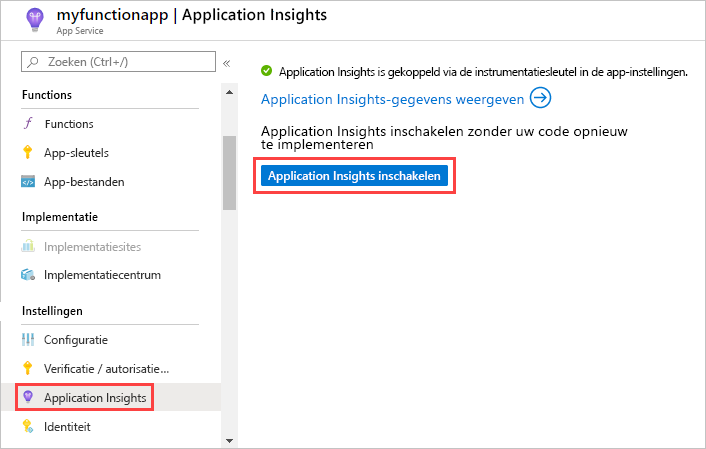 myfunctionapp | Application Insights
App Service
Zoeken (Ctrl+/)
«
Functions
Functions
App-sleutels
App-bestanden
Implementatie
Implementatiesites
Implementatiecentrum
Instellingen
Configuratie
Verificatie / autorisatie...
Application Insights
Identiteit
Application Insights is gekoppeld via de instrumentatiesleutel in de app-instellingen.
Application Insights-gegevens weergeven
Application Insights inschakelen zonder uw code opnieuw
te implementeren
Application Insights inschakelen